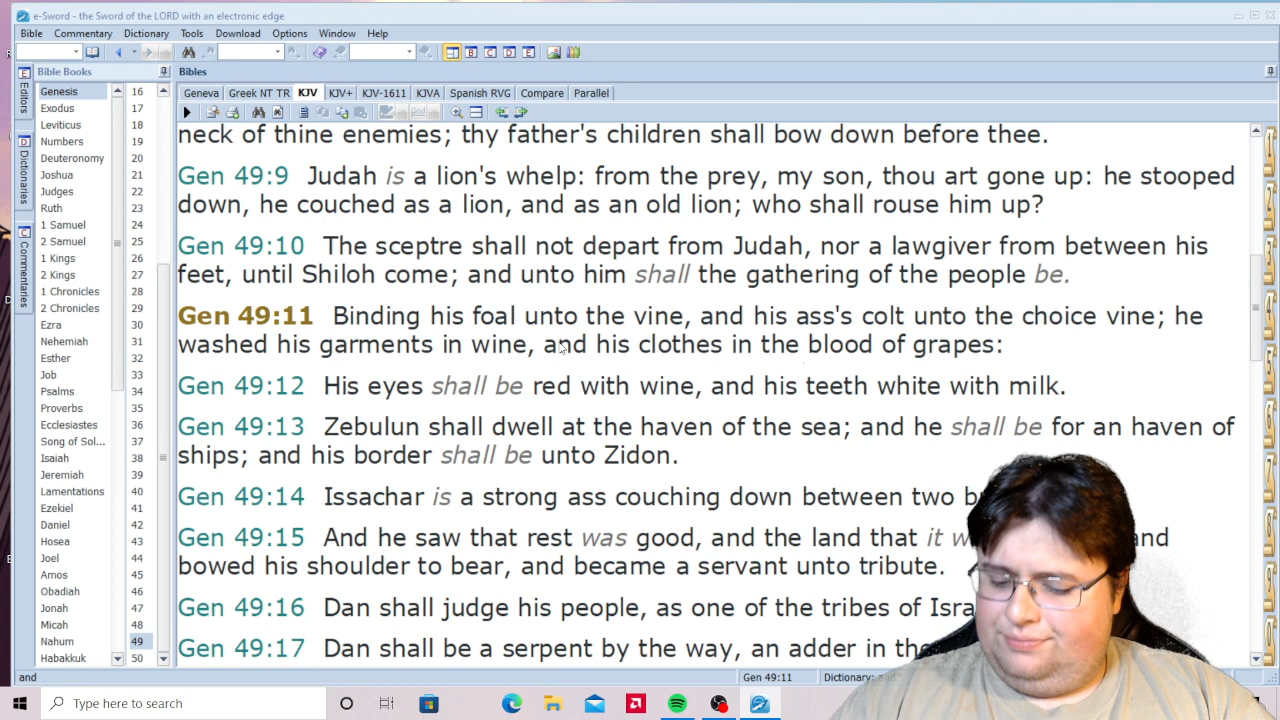 e-Sword - the Sword of the LORD with an electronic edge
Bible Commentary Dictionary Tools Download Options Window Help
B C D E
Bible Books
Bibles
Editors
Dictionaries
Commentaries
Geneva Greek NT TR KJV KJV+ KJV-1611 KJVA Spanish RVG Compare Parallel
Genesis 16
Exodus 17
Leviticus 18
Numbers 19
Deuteronomy 20
Joshua 21
Judges 22
Ruth 23
1 Samuel 24
2 Samuel 25
1 Kings 26
2 Kings 27
1 Chronicles 28
2 Chronicles 29
Ezra 30
Nehemiah 31
Esther 32
Job 33
Psalms 34
Proverbs 35
Ecclesiastes 36
Song of Sol... 37
Isaiah 38
Jeremiah 39
Lamentations 40
Ezekiel 41
Daniel 42
Hosea 43
Joel 44
Amos 45
Obadiah 46
Jonah 47
Micah 48
Nahum 49
Habakkuk 50
neck of thine enemies; thy father's children shall bow down before thee.
Gen 49:9 Judah is a lion's whelp: from the prey, my son, thou art gone up: he stooped
down, he couched as a lion, and as an old lion; who shall rouse him up?
Gen 49:10 The sceptre shall not depart from Judah, nor a lawgiver from between his
feet, until Shiloh come; and unto him shall the gathering of the people be.
Gen 49:11 Binding his foal unto the vine, and his ass's colt unto the choice vine; he
washed his garments in wine, and his clothes in the blood of grapes:
Gen 49:12 His eyes shall be red with wine, and his teeth white with milk.
Gen 49:13 Zebulun shall dwell at the haven of the sea; and he shall be for an haven of
ships; and his border shall be unto Zidon.
Gen 49:14 Issachar is a strong ass couching down between two
Gen 49:15 And he saw that rest was good, and the land that it and
bowed his shoulder to bear, and became a servant unto tribute.
Gen 49:16 Dan shall judge his people, as one of the tribes of
Gen 49:17 Dan shall be a serpent by the way, an adder in
and
Gen 49:11
Dictionary:
Type here to search